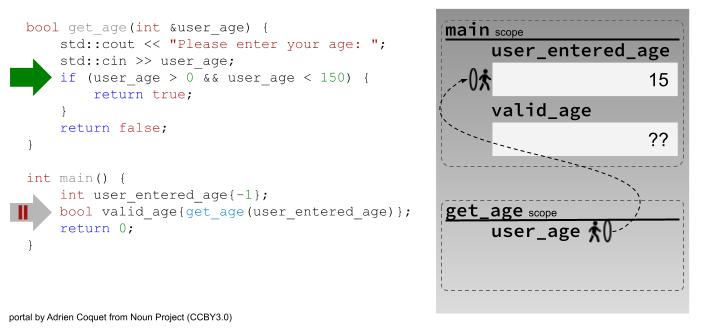 bool get_age(int &user_age) {
std::cout << "Please enter your age: ";
std::cin >> user_age;
if (user_age > 0 && user_age < 150) {
return true;
}
return false;
}
int main() {
int user_entered_age{-1};
bool valid_age{get_age(user_entered_age)};
return 0;
}
main scope
user_entered_age
15
valid_age
??
get_age scope
user_age
portal by Adrien Coquet from Noun Project (CCBY3.0)